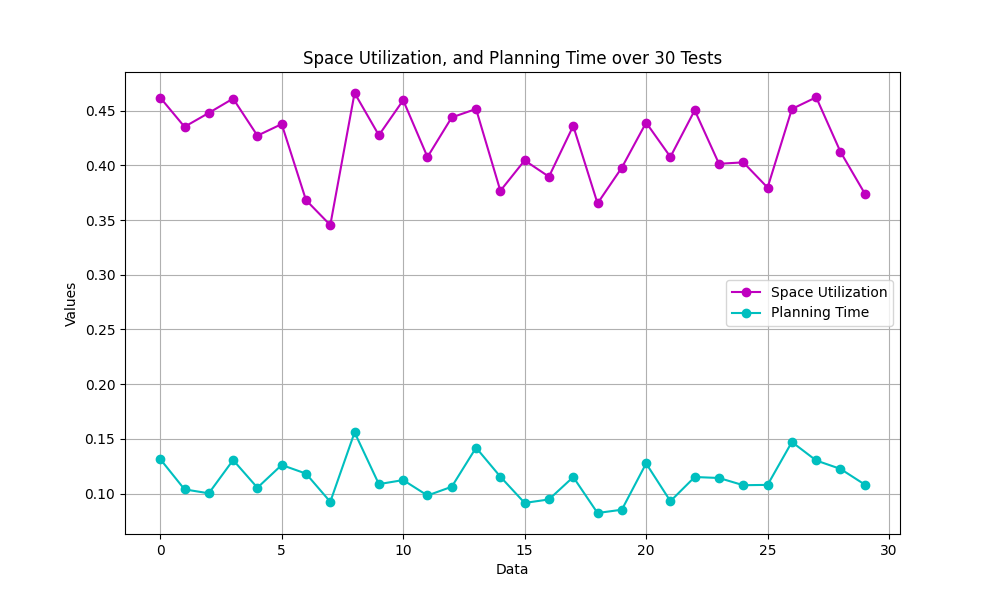 Space Utilization, and Planning Time over 30 Tests
Values
0.45
0.40
0.35
0.30
0.25
0.20
0.15
0.10
Space Utilization
Planning Time
0 5 10 15 20 25 30
Data